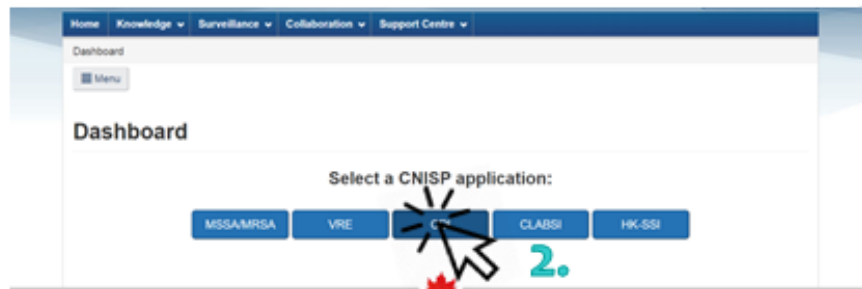 Home Knowledge Surveillance Collaboration Support Centre
Dashboard
Menu
Dashboard
Select a CNISP application:
MSSA/MRSA VRE CLABSI HK-SSI
2.